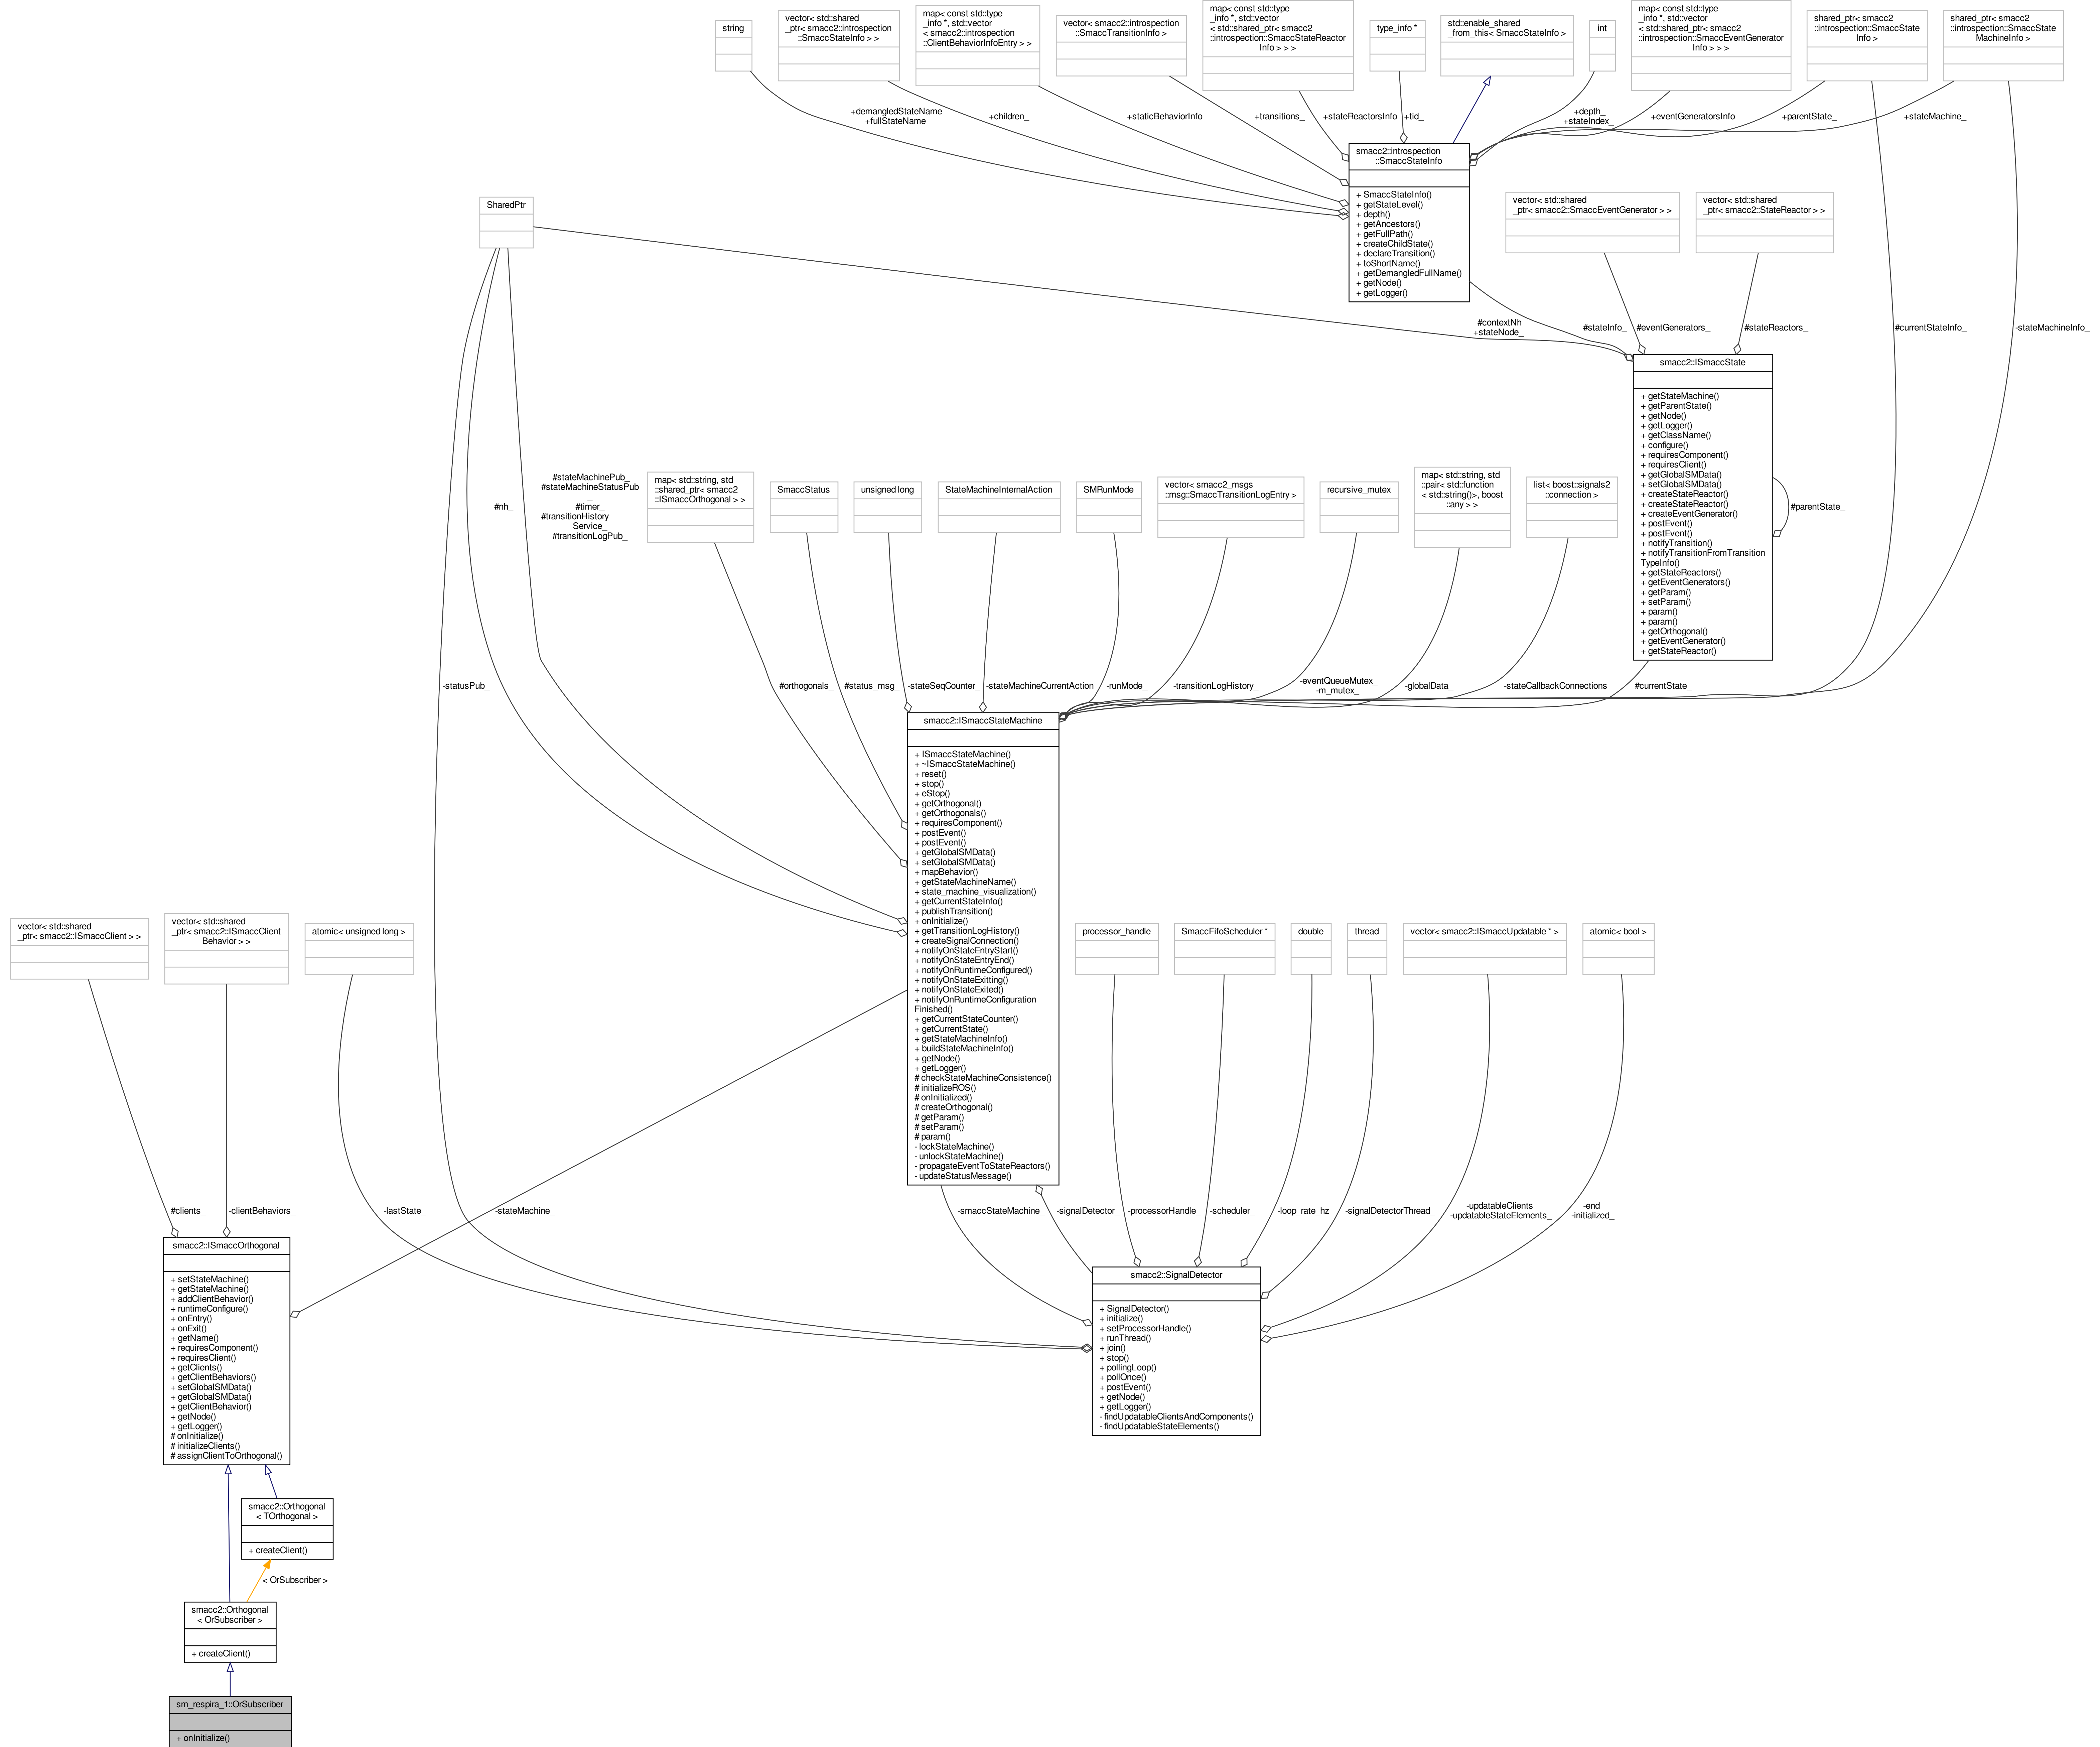 string
vector< std::shared
_ptr< smacc2::introspection
::SmaccStateInfo > >
map< const std::type
_info *, std::vector
< smacc2::introspection
::ClientBehaviorInfoEntry > >
vector< smacc2::introspection
::SmaccTransitionInfo >
map< const std::type
_info *, std::vector
< std::shared_ptr< smacc2
::introspection::SmaccStateReactor
Info > > >
type_info *
std::enable_shared
_from_this< SmaccStateInfo >
int
map< const std::type
_info *, std::vector
< std::shared_ptr< smacc2
::introspection::SmaccEventGenerator
Info > > >
shared_ptr< smacc2
::introspection::SmaccState
Info >
shared_ptr< smacc2
::introspection::SmaccState
MachineInfo >
+demangledStateName
+fullStateName
+children_
+staticBehaviorInfo
+transitions_
+stateReactorsInfo
+tid_
+depth_
+stateIndex_
+eventGeneratorsInfo
+parentState_
+stateMachine_
smacc2::introspection
::SmaccStateInfo
+ SmaccStateInfo()
+ getStateLevel()
+ depth()
+ getAncestors()
+ getFullPath()
+ createChildState()
+ declareTransition()
+ toShortName()
+ getDemangledFullName()
+ getNode()
+ getLogger()
SharedPtr
vector< std::shared
_ptr< smacc2::SmaccEventGenerator > >
vector< std::shared
_ptr< smacc2::StateReactor > >
#contextNh
+stateNode_
#stateInfo_
#eventGenerators_
#stateReactors_
#currentStateInfo_
-stateMachineInfo_
smacc2::ISmaccState
+ getStateMachine()
+ getParentState()
+ getNode()
+ getLogger()
+ getClassName()
+ configure()
+ requiresComponent()
+ requiresClient()
+ getGlobalSMData()
+ setGlobalSMData()
+ createStateReactor()
+ createStateReactor()
+ createEventGenerator()
+ postEvent()
+ postEvent()
+ notifyTransition()
+ notifyTransitionFromTransition
TypeInfo()
+ getStateReactors()
+ getEventGenerators()
+ getParam()
+ setParam()
+ param()
+ param()
+ getOrthogonal()
+ getEventGenerator()
+ getStateReactor()
#parentState_
#nh_
#stateMachinePub_
#stateMachineStatusPub
_
#timer_
#transitionHistory
Service_
#transitionLogPub_
map< std::string, std
::shared_ptr< smacc2
::ISmaccOrthogonal > >
SmaccStatus
unsigned long
StateMachineInternalAction
SMRunMode
vector< smacc2_msgs
::msg::SmaccTransitionLogEntry >
recursive_mutex
map< std::string, std
::pair< std::function
< std::string()>, boost
::any > >
list< boost::signals2
::connection >
-statusPub_
#orthogonals_
#status_msg_
-stateSeqCounter_
-stateMachineCurrentAction
-runMode_
-transitionLogHistory_
-eventQueueMutex_
-m_mutex_
-globalData_
-stateCallbackConnections
#currentState_
smacc2::ISmaccStateMachine
+ ISmaccStateMachine()
+ ~ISmaccStateMachine()
+ reset()
+ stop()
+ eStop()
+ getOrthogonal()
+ getOrthogonals()
+ requiresComponent()
+ postEvent()
+ postEvent()
+ getGlobalSMData()
+ setGlobalSMData()
+ mapBehavior()
+ getStateMachineName()
+ state_machine_visualization()
+ getCurrentStateInfo()
+ publishTransition()
+ onInitialize()
+ getTransitionLogHistory()
+ createSignalConnection()
+ notifyOnStateEntryStart()
+ notifyOnStateEntryEnd()
+ notifyOnRuntimeConfigured()
+ notifyOnStateExitting()
+ notifyOnStateExited()
+ notifyOnRuntimeConfiguration
Finished()
+ getCurrentStateCounter()
+ getCurrentState()
+ getStateMachineInfo()
+ buildStateMachineInfo()
+ getNode()
+ getLogger()
# checkStateMachineConsistence()
# initializeROS()
# onInitialized()
# createOrthogonal()
# getParam()
# setParam()
# param()
- lockStateMachine()
- unlockStateMachine()
- propagateEventToStateReactors()
- updateStatusMessage()
vector< std::shared
_ptr< smacc2::ISmaccClient > >
vector< std::shared
_ptr< smacc2::ISmaccClient
Behavior > >
atomic< unsigned long >
processor_handle
SmaccFifoScheduler *
double
thread
vector< smacc2::ISmaccUpdatable * >
atomic< bool >
#clients_
-clientBehaviors_
-lastState_
-stateMachine_
-smaccStateMachine_
-signalDetector_
-processorHandle_
-scheduler_
-loop_rate_hz
-signalDetectorThread_
-updatableClients_
-updatableStateElements_
-end_
-initialized_
smacc2::ISmaccOrthogonal
+ setStateMachine()
+ getStateMachine()
+ addClientBehavior()
+ runtimeConfigure()
+ onEntry()
+ onExit()
+ getName()
+ requiresComponent()
+ requiresClient()
+ getClients()
+ getClientBehaviors()
+ setGlobalSMData()
+ getGlobalSMData()
+ getClientBehavior()
+ getNode()
+ getLogger()
# onInitialize()
# initializeClients()
# assignClientToOrthogonal()
smacc2::SignalDetector
+ SignalDetector()
+ initialize()
+ setProcessorHandle()
+ runThread()
+ join()
+ stop()
+ pollingLoop()
+ pollOnce()
+ postEvent()
+ getNode()
+ getLogger()
- findUpdatableClientsAndComponents()
- findUpdatableStateElements()
smacc2::Orthogonal
< TOrthogonal >
+ createClient()
< OrSubscriber >
smacc2::Orthogonal
< OrSubscriber >
+ createClient()
sm_respira_1::OrSubscriber
+ onInitialize()